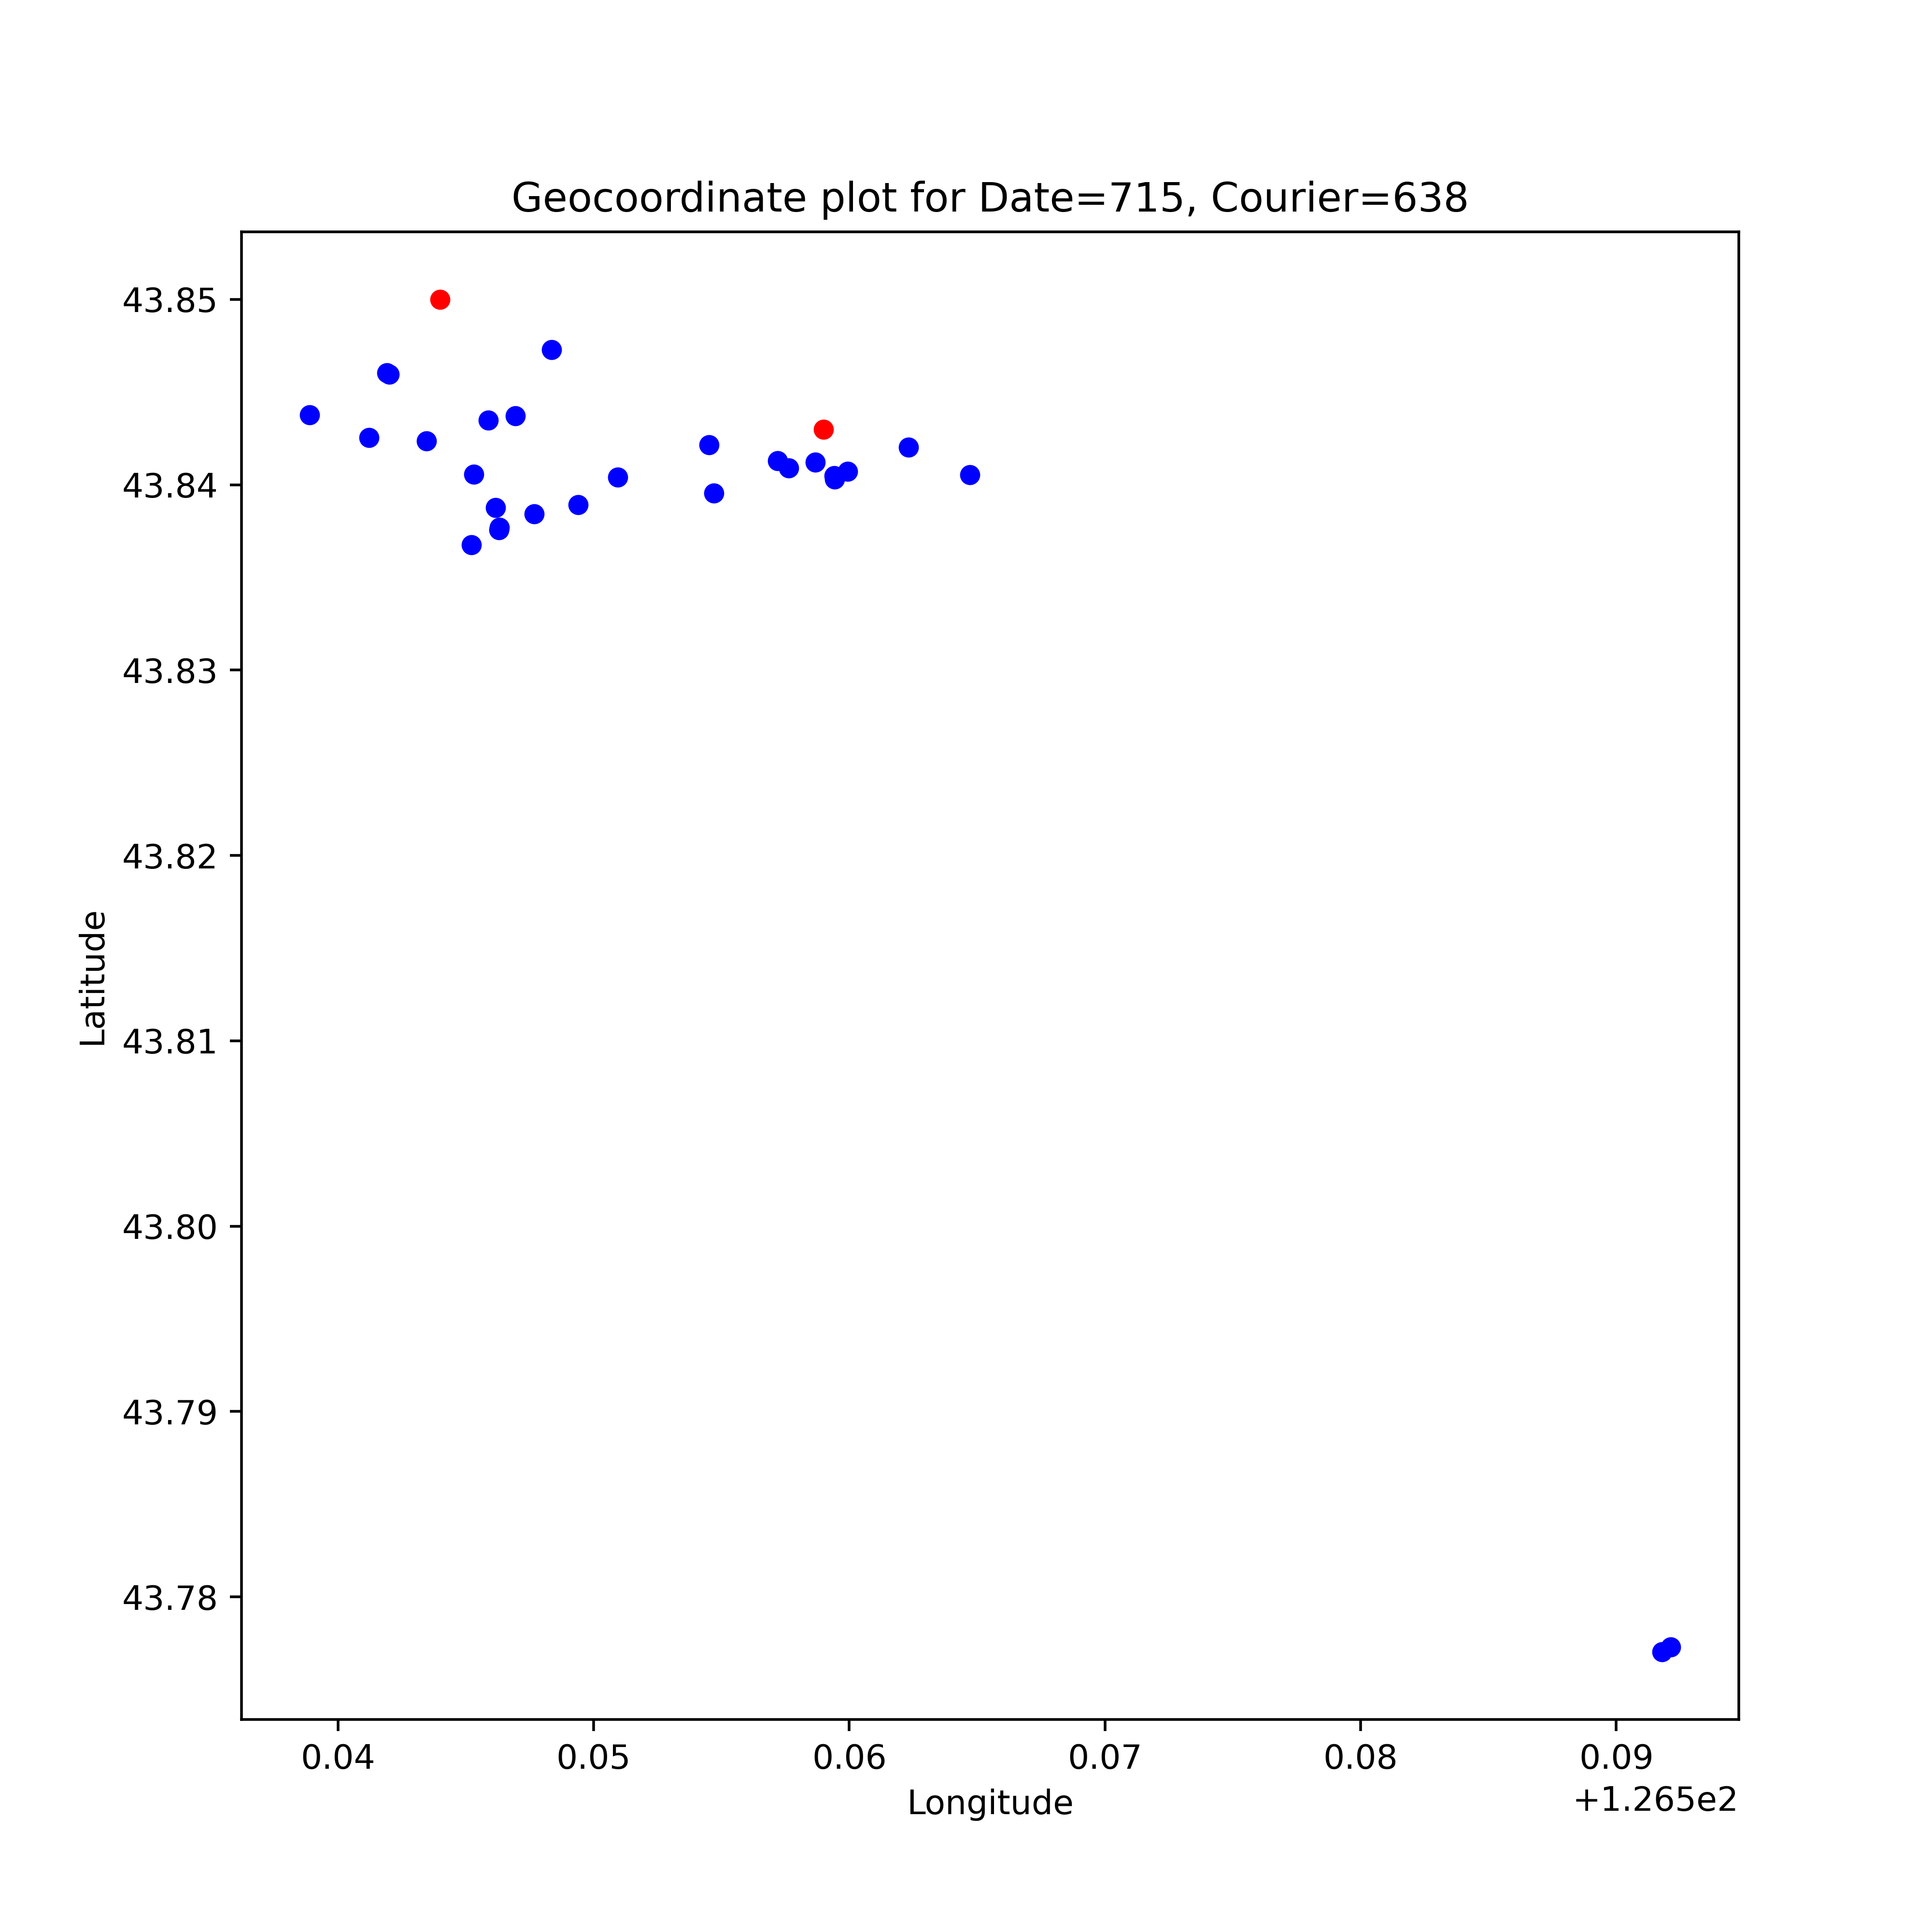 Geocoordinate plot for Date=715, Courier=638
43.85
43.84
43.83
43.82
43.81
43.80
43.79
43.78
Latitude
0.04 0.05 0.06 0.07 0.08 0.09
+1.265e2
Longitude